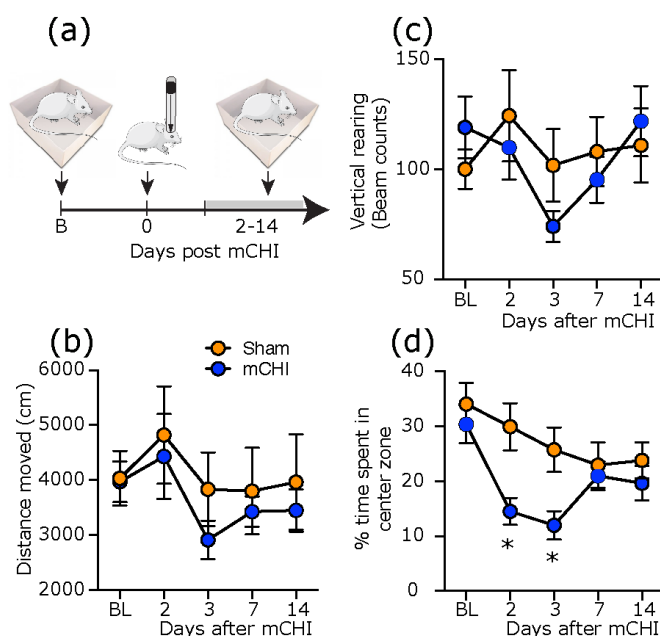 (a)
B
0
2-14
Days post mCHI
(b)
Sham
mCHI
Distance moved (cm)
6000
5000
4000
3000
2000
BL 2 3 7 14
Days after mCHI
(c)
Vertical rearing
(Beam counts)
150
100
50
BL 2 3 7 14
Days after mCHI
(d)
% time spent in
center zone
40
30
20
10
0
* *
BL 2 3 7 14
Days after mCHI